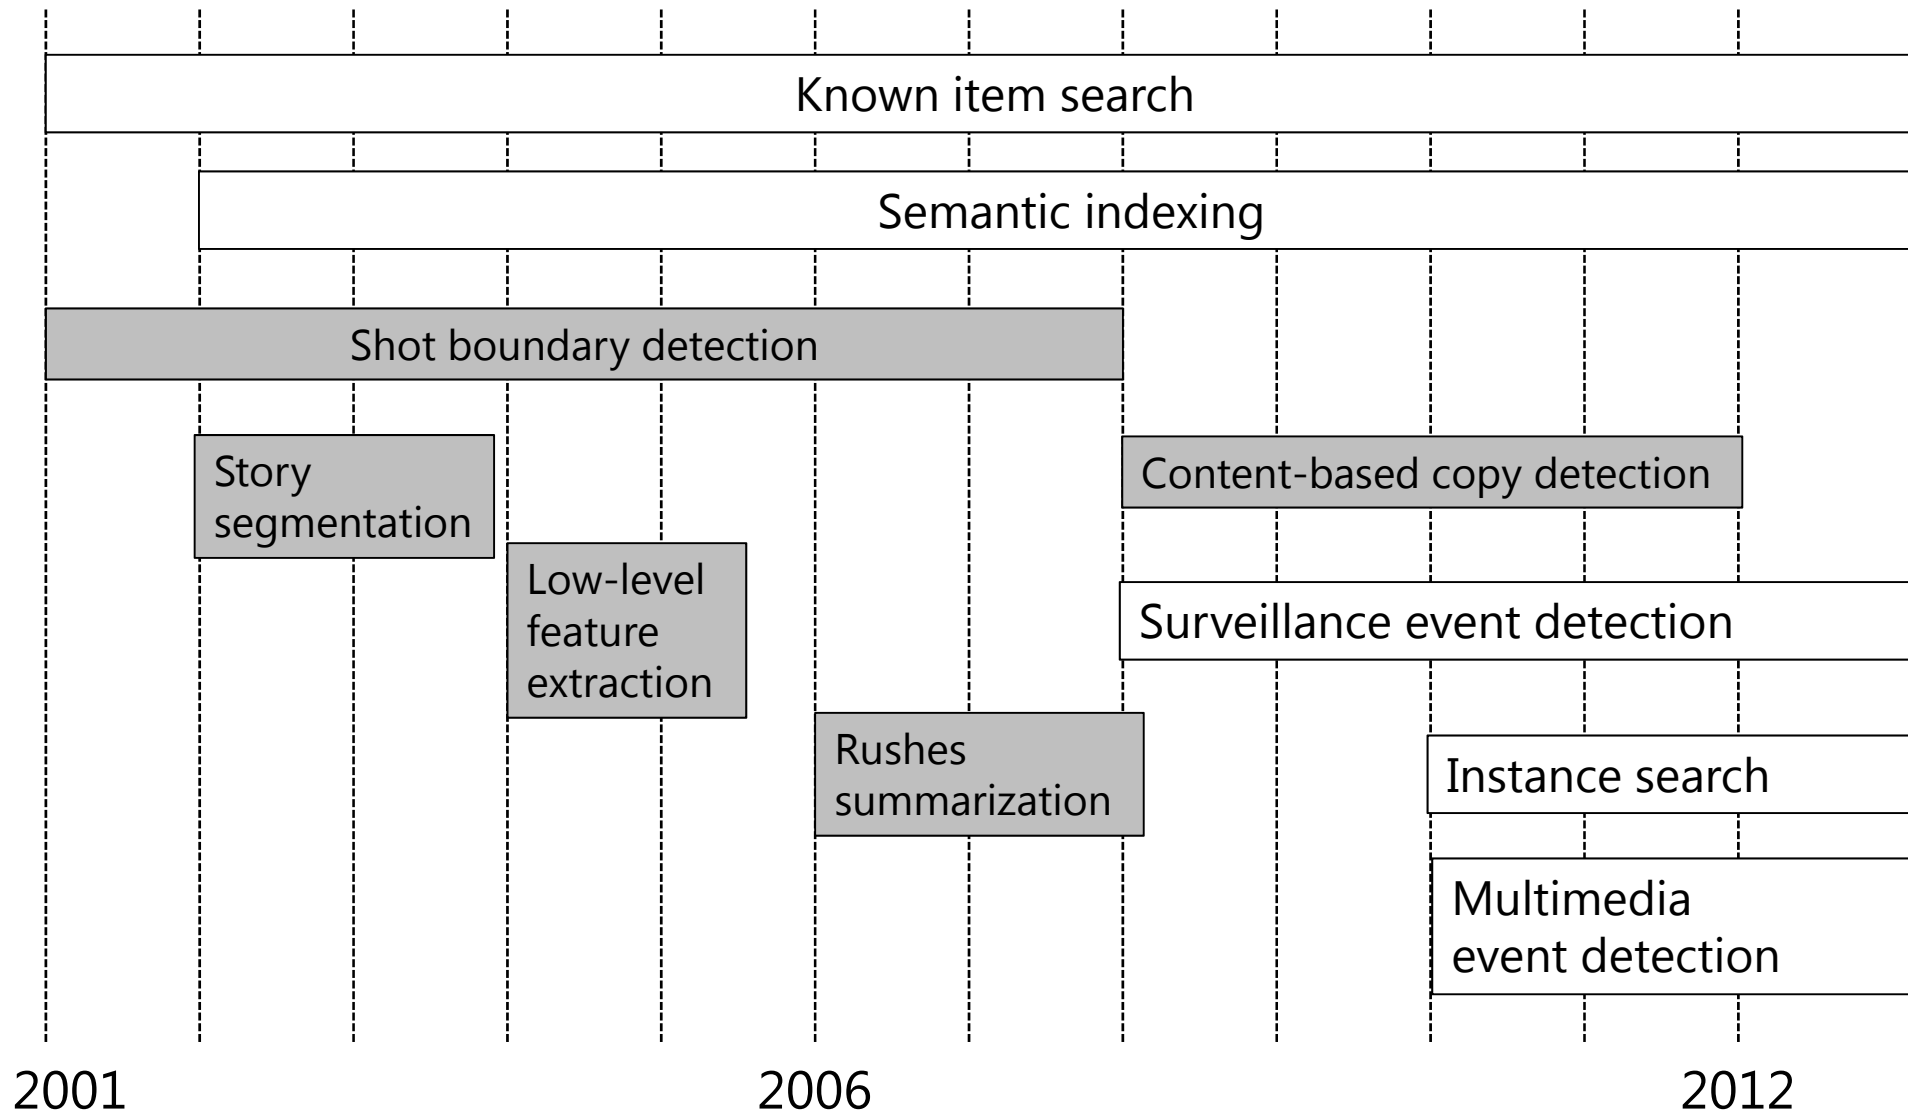 Known item search
Semantic indexing
Shot boundary detection
Story
segmentation
Content-based copy detection
Low-level
feature
extraction
Surveillance event detection
Rushes
summarization
Instance search
Multimedia
event detection
2001
2006
2012